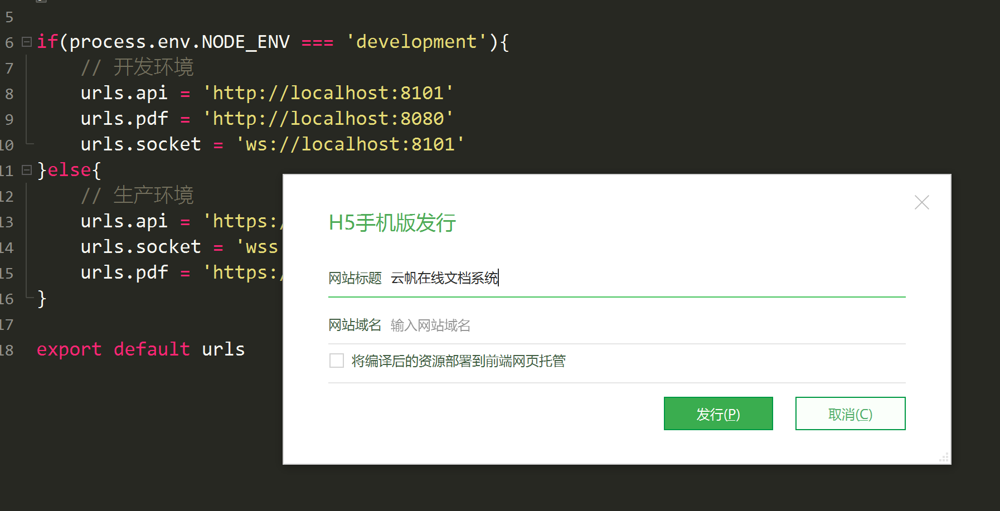 5
6 if(process.env.NODE_ENV === 'development'){
7 // 开发环境
8 urls.api = 'http://localhost:8101'
9 urls.pdf = 'http://localhost:8080'
10 urls.socket = 'ws://localhost:8101'
11 }else{
12 // 生产环境
13 urls.api = 'https:/
14 urls.socket = 'wss
15 urls.pdf = 'https:/
16 }
17
18 export default urls
H5手机版发行
网站标题 云帆在线文档系统
网站域名 输入网站域名
将编译后的资源部署到前端网页托管
发行(P) 取消(C)